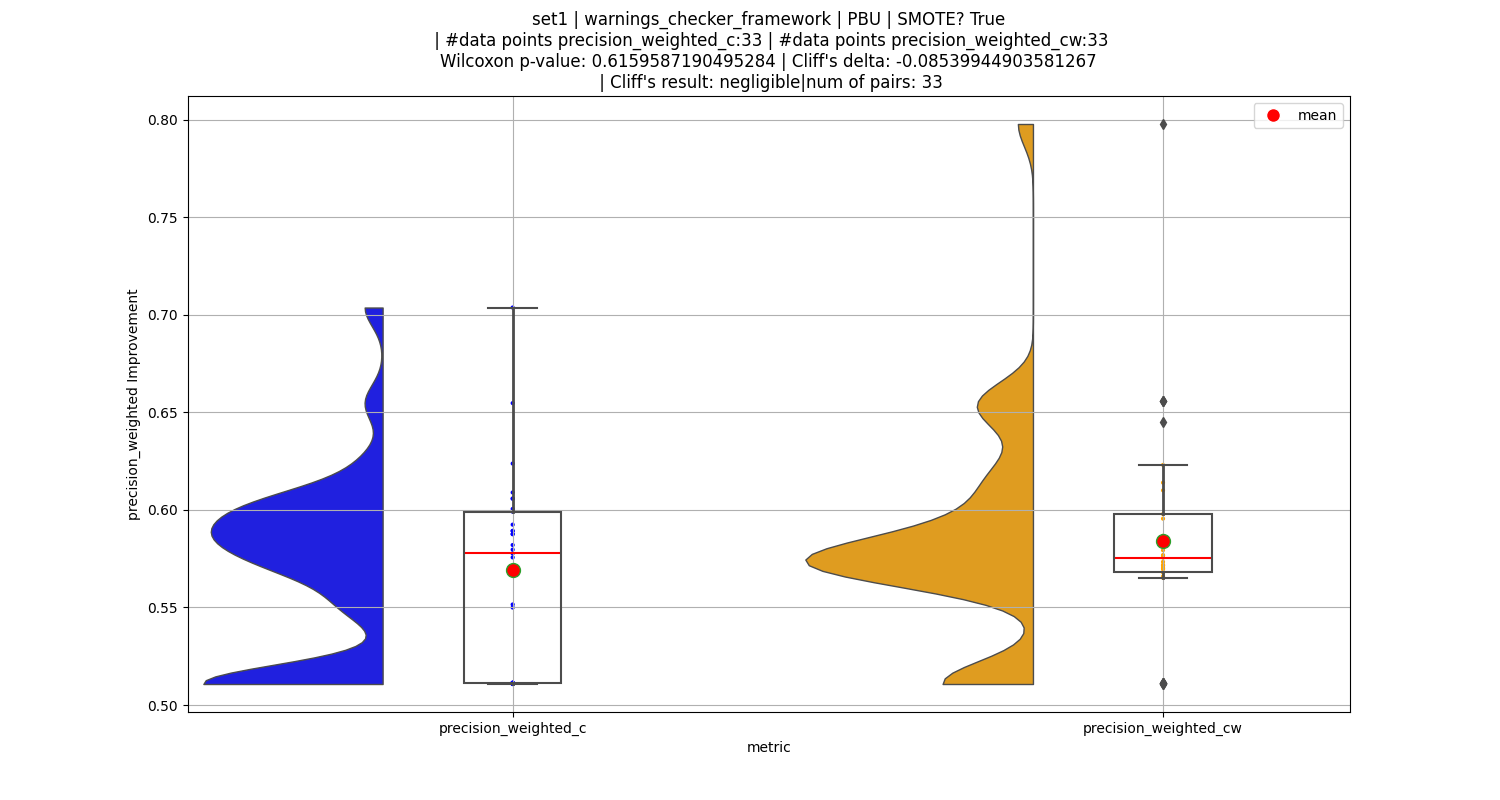 set1 | warnings_checker_framework | PBU | SMOTE? True
| #data points precision_weighted_c:33 | #data points precision_weighted_cw:33
Wilcoxon p-value: 0.6159587190495284 | Cliff's delta: -0.08539944903581267
| Cliff's result: negligible|num of pairs: 33
mean
0.80
0.75
0.70
0.65
0.60
0.55
0.50
precision_weighted Improvement
precision_weighted_c
precision_weighted_cw
metric